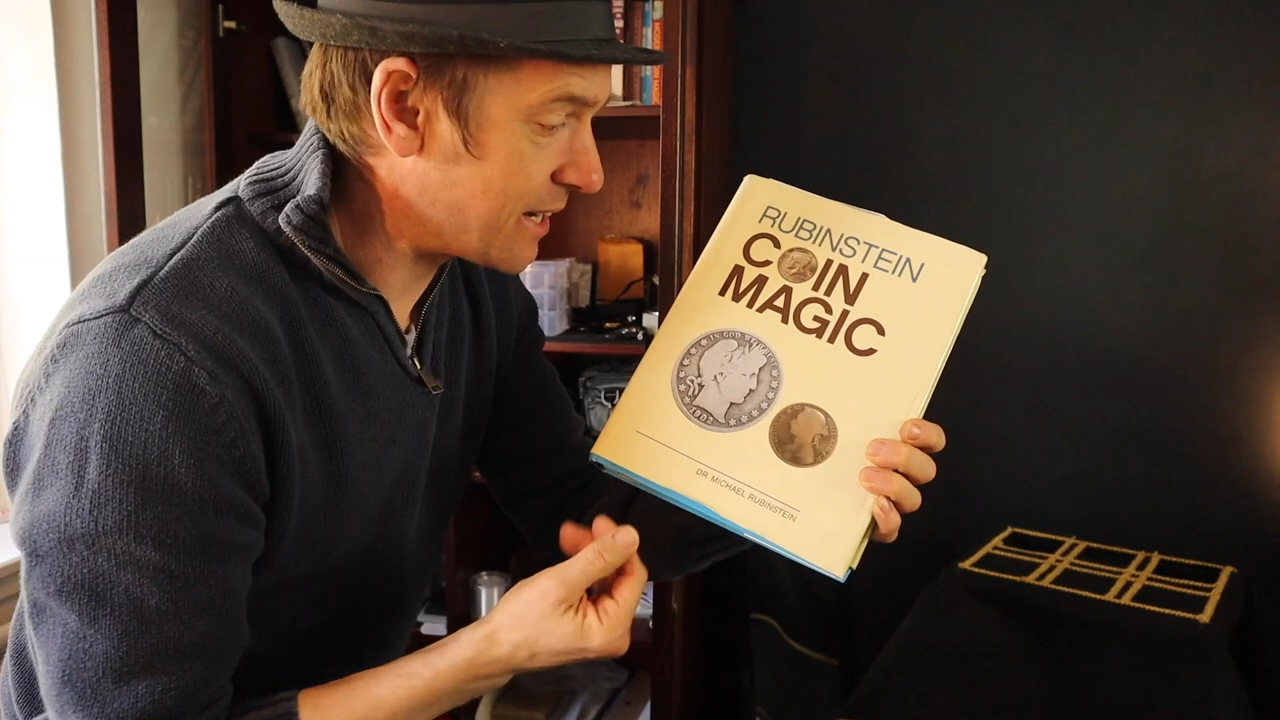 RUBINSTEIN
COIN
MAGIC
IN GOD WE TRUST
1902
DR. MICHAEL RUBINSTEIN